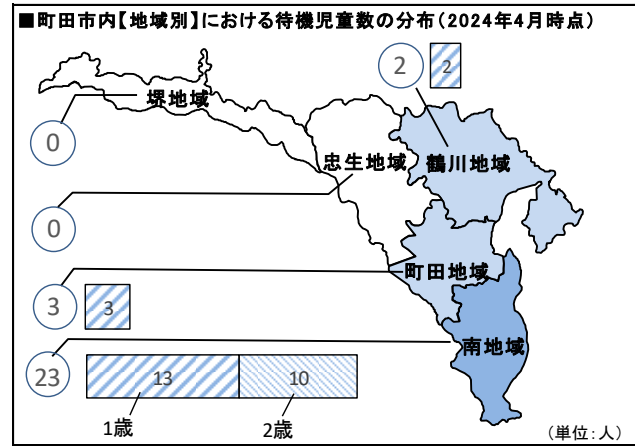 ■町田市内【地域別】における待機児童数の分布(2024年4月時点)
2
2
堺地域
0
忠生地域
鶴川地域
0
町田地域
3
3
南地域
23
13
10
1歳
2歳
(単位:人)